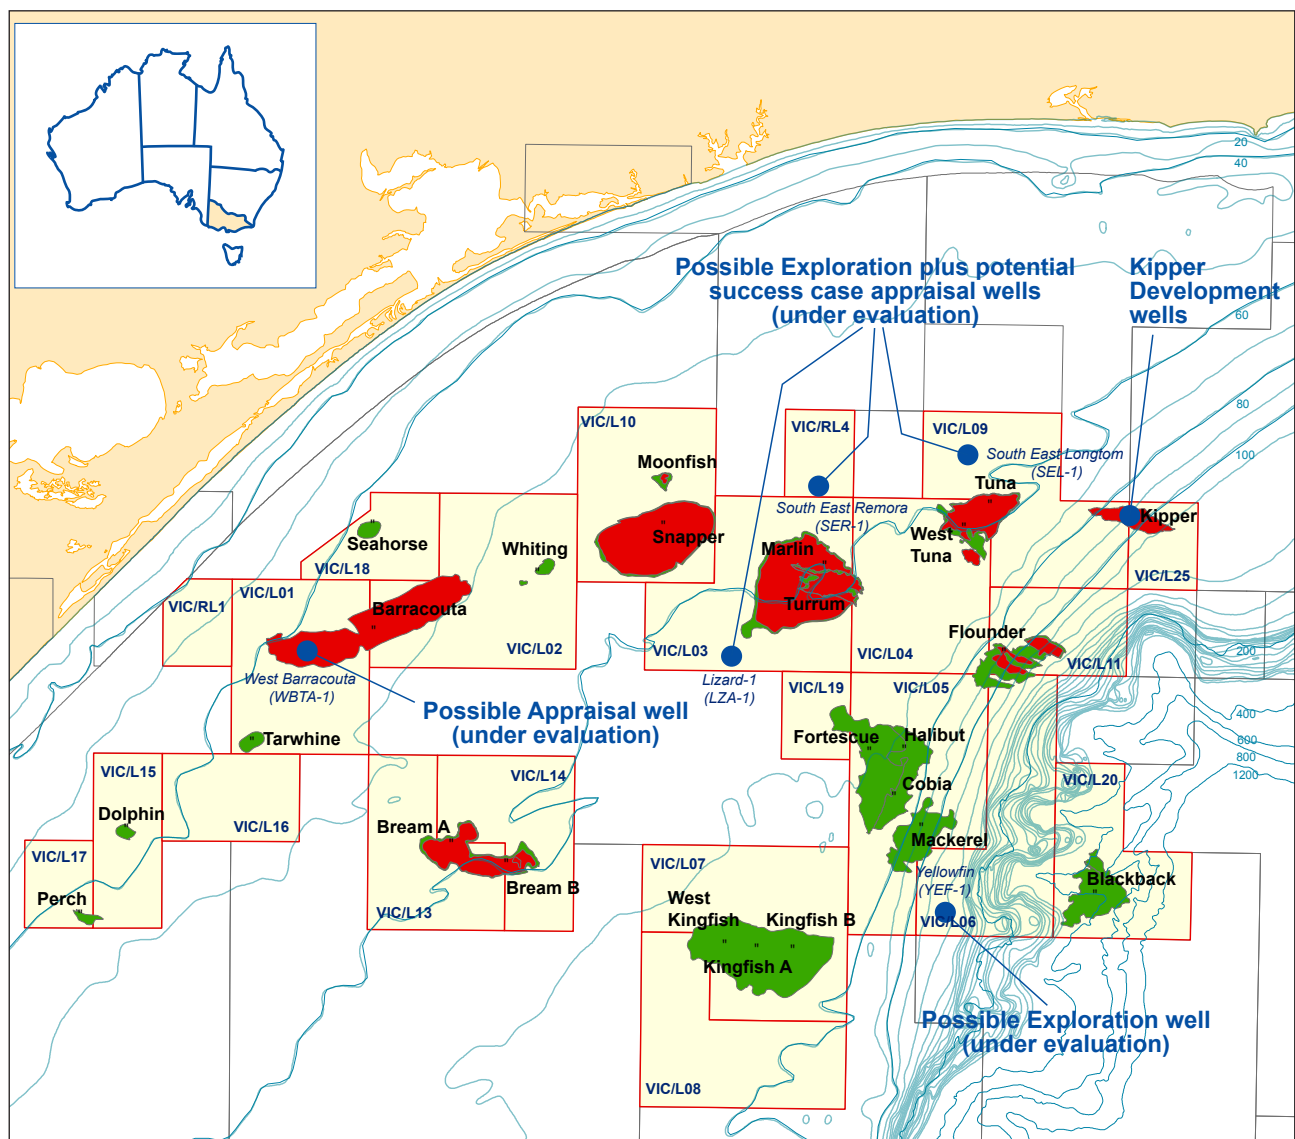 20
40
Possible Exploration plus potential
success case appraisal wells
(under evaluation)
Kipper
Development
wells
60
80
100
VIC/L10
VIC/RL4
VIC/L09
South East Longtom
(SEL-1)
Moonfish
Tuna
South East Remora
(SER-1)
Kipper
Snapper
West
Tuna
Seahorse
Whiting
Marlin
VIC/L18
VIC/L25
VIC/RL1
VIC/L01
Barracouta
Turrum
Flounder
VIC/L02
VIC/L03
VIC/L04
VIC/L11
200
West Barracouta
(WBTA-1)
Lizard-1
(LZA-1)
VIC/L19
VIC/L05
Possible Appraisal well
(under evaluation)
400
600
800
1200
Tarwhine
Fortescue
Halibut
VIC/L15
VIC/L14
VIC/L20
Cobia
Dolphin
VIC/L16
Bream A
Mackerel
VIC/L17
VIC/L07
Yellowfin
(YEF-1)
Blackback
Perch
Bream B
West
Kingfish
Kingfish B
VIC/L13
VIC/L06
Kingfish A
Possible Exploration well
(under evaluation)
VIC/L08